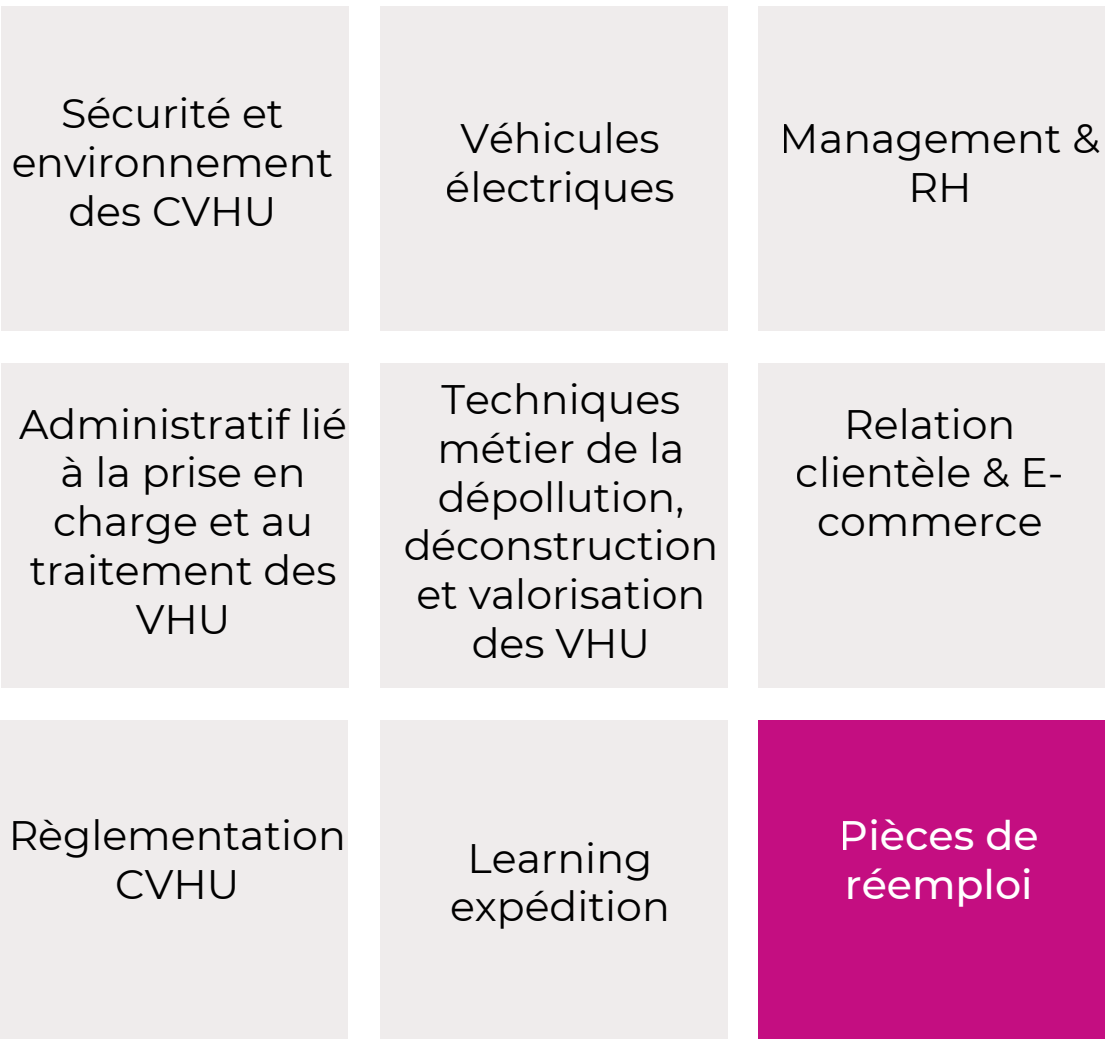 Sécurité et
environnement
des CVHU
Véhicules
électriques
Management &
RH
Administratif lié
à la prise en
charge et au
traitement des
VHU
Techniques
métier de la
dépollution,
déconstruction
et valorisation
des VHU
Relation
clientèle & E-
commerce
Règlementation
CVHU
Learning
expédition
Pièces de
réemploi